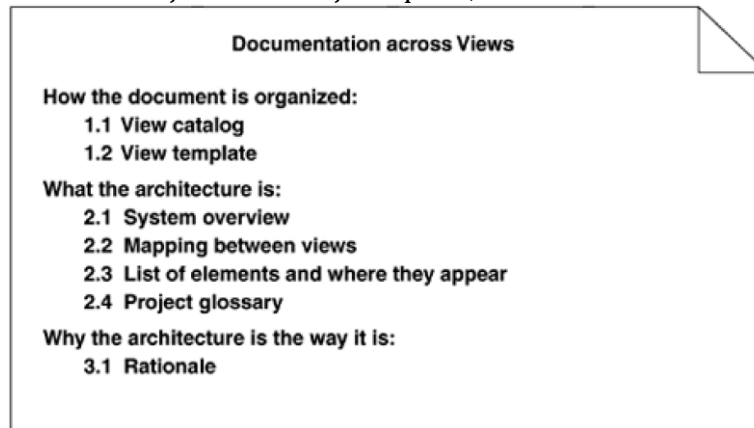 Documentation across Views
How the document is organized:
1.1 View catalog
1.2 View template
What the architecture is:
2.1 System overview
2.2 Mapping between views
2.3 List of elements and where they appear
2.4 Project glossary
Why the architecture is the way it is:
3.1 Rationale